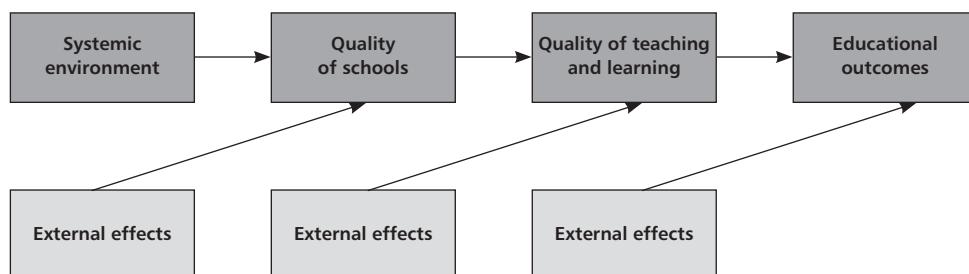 Systemic
environment
Quality
of schools
Quality of teaching
and learning
Educational
outcomes
External effects
External effects
External effects